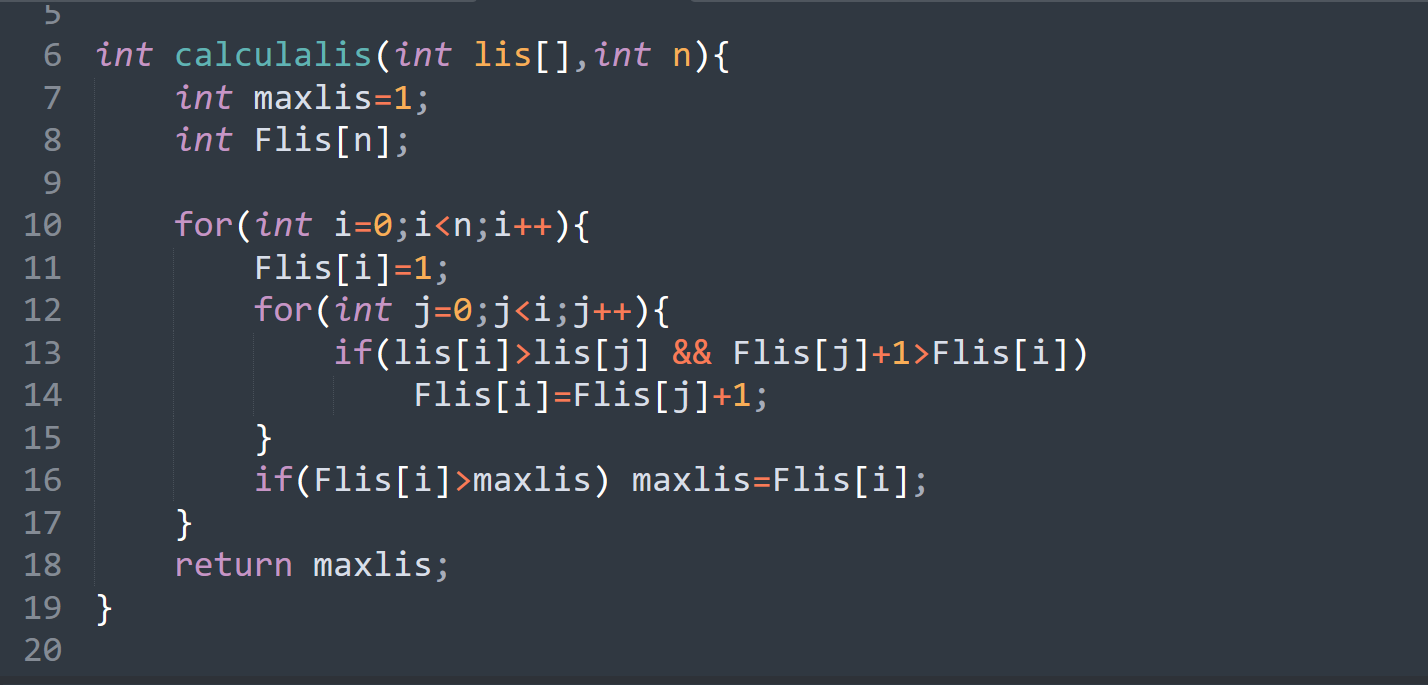 5
6 int calculalis(int lis[],int n){
7     int maxlis=1;
8     int Flis[n];
9
10     for(int i=0;i<n;i++){
11         Flis[i]=1;
12         for(int j=0;j<i;j++){
13             if(lis[i]>lis[j] && Flis[j]+1>Flis[i])
14                 Flis[i]=Flis[j]+1;
15         }
16         if(Flis[i]>maxlis) maxlis=Flis[i];
17     }
18     return maxlis;
19 }
20